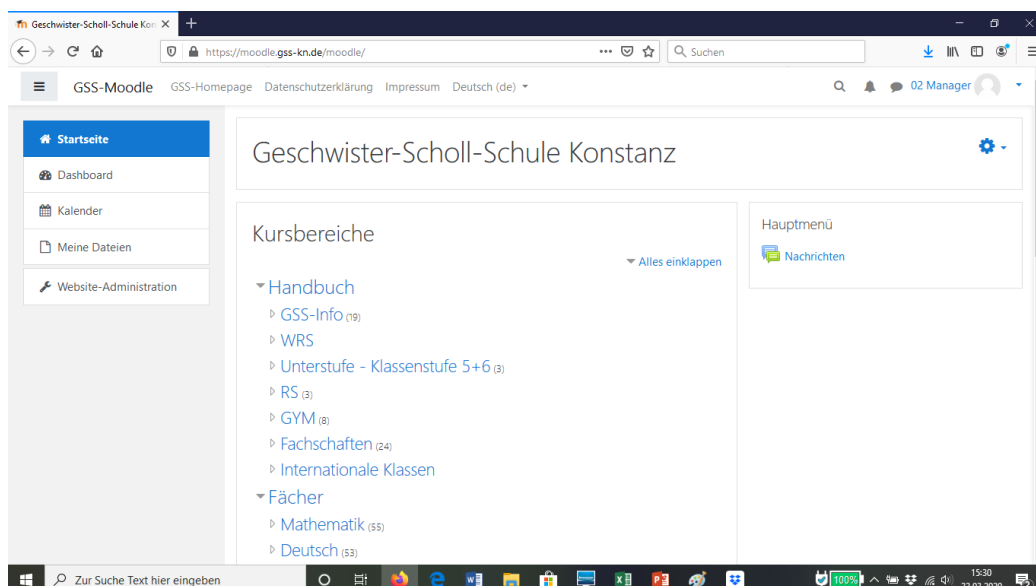 Geschwister-Scholl-Schule Kon
https://moodle.gss-kn.de/moodle/
Suchen
GSS-Moodle GSS-Homepage Datenschutzerklärung Impressum Deutsch (de) 02 Manager
Startseite
Dashboard
Kalender
Meine Dateien
Website-Administration
Geschwister-Scholl-Schule Konstanz
Kursbereiche
Alles einklappen
Handbuch
GSS-Info (19)
WRS
Unterstufe - Klassenstufe 5+6 (3)
RS (3)
GYM (8)
Fachschaften (24)
Internationale Klassen
Fächer
Mathematik (55)
Deutsch (53)
Hauptmenü
Nachrichten
Zur Suche Text hier eingeben
100%
15:30